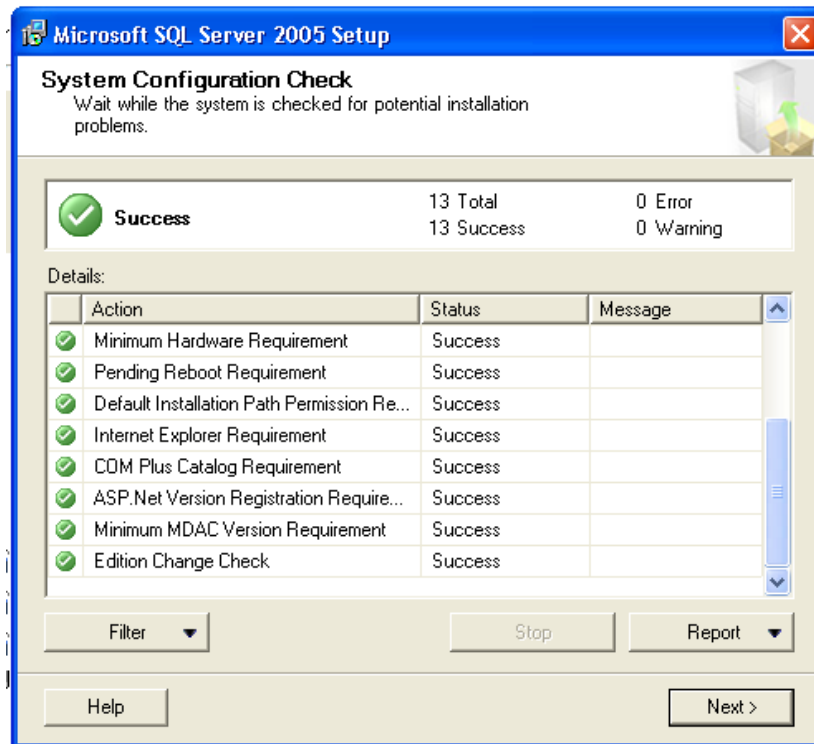 Microsoft SQL Server 2005 Setup
System Configuration Check
Wait while the system is checked for potential installation
problems.
Success 13 Total 0 Error
13 Success 0 Warning
Details:
Action Status Message
Minimum Hardware Requirement Success
Pending Reboot Requirement Success
Default Installation Path Permission Re... Success
Internet Explorer Requirement Success
COM Plus Catalog Requirement Success
ASP.Net Version Registration Require... Success
Minimum MDAC Version Requirement Success
Edition Change Check Success
Filter Stop Report
Help Next >